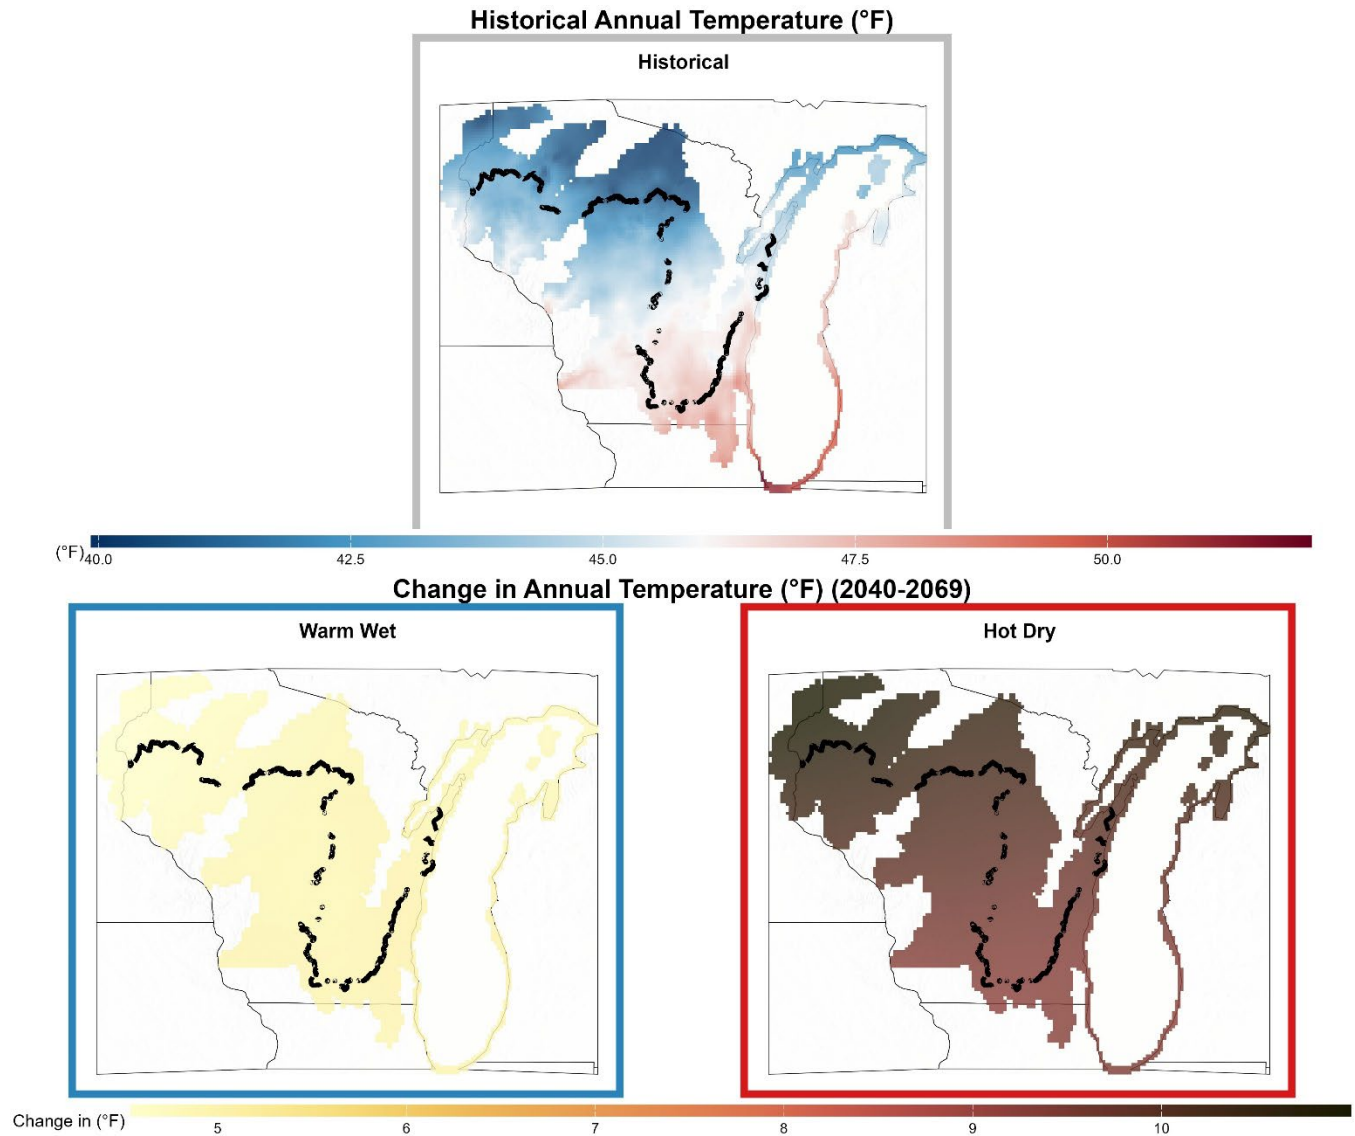 Historical Annual Temperature (°F)
Historical
(°F)
40.0 42.5 45.0 47.5 50.0
Change in Annual Temperature (°F) (2040-2069)
Warm Wet
Hot Dry
Change in (°F)
5 6 7 8 9 10